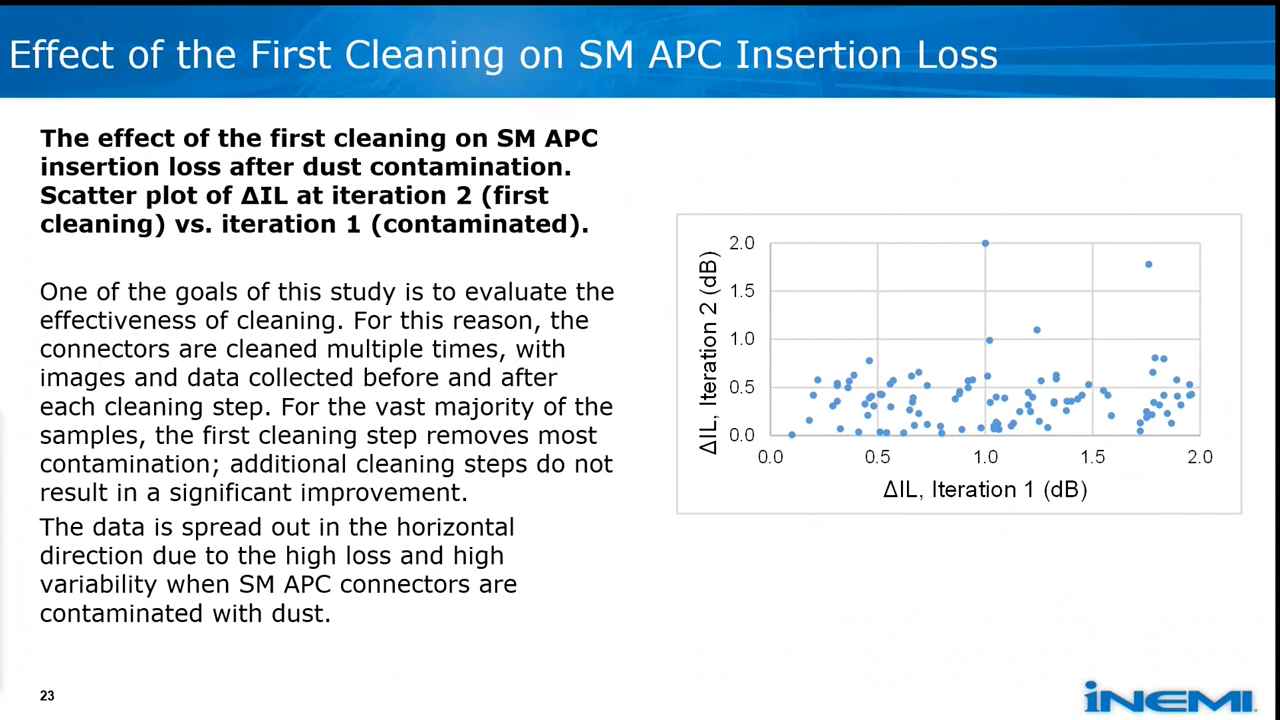 Effect of the First Cleaning on SM APC Insertion Loss
The effect of the first cleaning on SM APC
insertion loss after dust contamination.
Scatter plot of ΔIL at iteration 2 (first
cleaning) vs. iteration 1 (contaminated).
One of the goals of this study is to evaluate the
effectiveness of cleaning. For this reason, the
connectors are cleaned multiple times, with
images and data collected before and after
each cleaning step. For the vast majority of the
samples, the first cleaning step removes most
contamination; additional cleaning steps do not
result in a significant improvement.
The data is spread out in the horizontal
direction due to the high loss and high
variability when SM APC connectors are
contaminated with dust.
ΔIL, Iteration 2 (dB)
2.0
1.5
1.0
0.5
0.0
0.0 0.5 1.0 1.5 2.0
ΔIL, Iteration 1 (dB)
23
iNEMI.